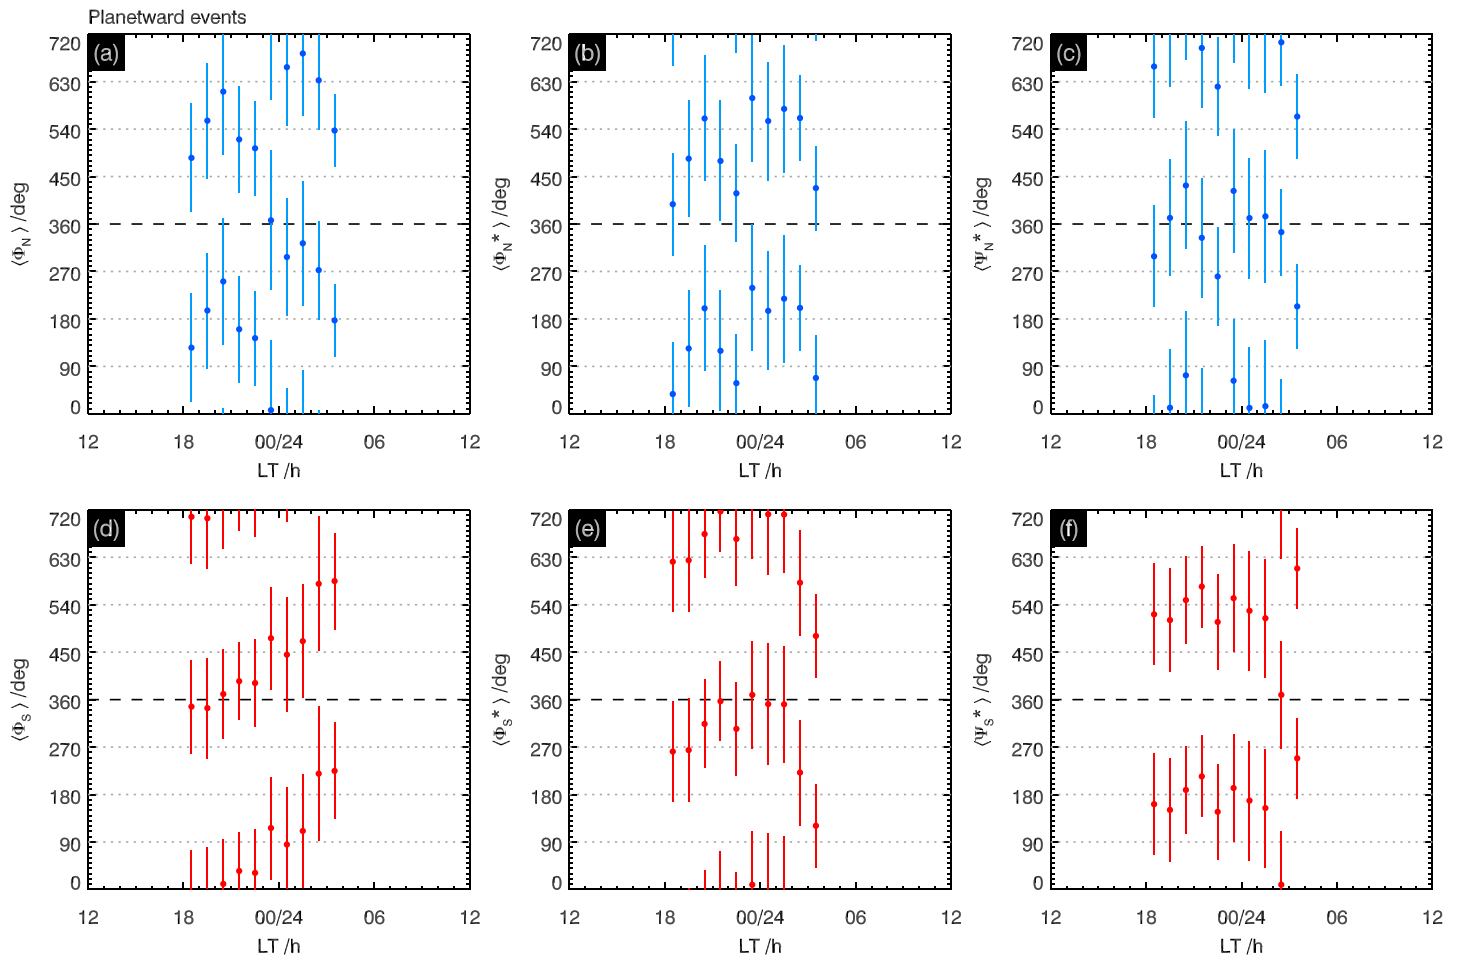 Planetward events
(a)
(b)
(c)
720
630
540
450
360
270
180
90
0
⟨Φ_N⟩ /deg
12 18 00/24 06 12
LT /h
720
630
540
450
360
270
180
90
0
⟨Φ_N*⟩ /deg
12 18 00/24 06 12
LT /h
720
630
540
450
360
270
180
90
0
⟨Ψ_N*⟩ /deg
12 18 00/24 06 12
LT /h
(d)
(e)
(f)
720
630
540
450
360
270
180
90
0
⟨Φ_S⟩ /deg
12 18 00/24 06 12
LT /h
720
630
540
450
360
270
180
90
0
⟨Φ_S*⟩ /deg
12 18 00/24 06 12
LT /h
720
630
540
450
360
270
180
90
0
⟨Ψ_S*⟩ /deg
12 18 00/24 06 12
LT /h